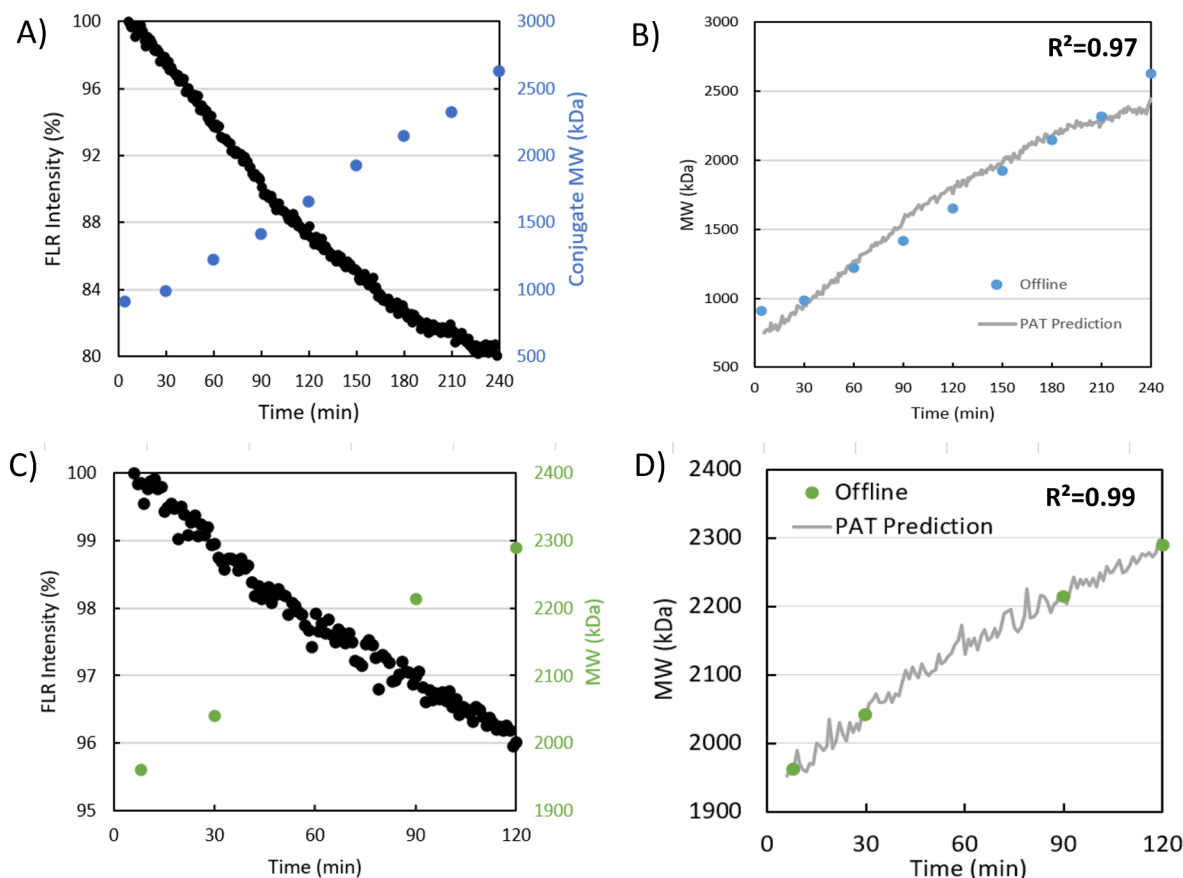 A)
100
96
92
88
84
80
FLR Intensity (%)
3000
2500
2000
1500
1000
500
Conjugate MW (kDa)
0 30 60 90 120 150 180 210 240
Time (min)
B)
R²=0.97
3000
2500
2000
1500
1000
500
MW (kDa)
Offline
PAT Prediction
0 30 60 90 120 150 180 210 240
Time (min)
C)
100
99
98
97
96
95
FLR Intensity (%)
2400
2300
2200
2100
2000
1900
MW (kDa)
0 30 60 90 120
Time (min)
D)
2400
2300
2200
2100
2000
1900
MW (kDa)
Offline
PAT Prediction
R²=0.99
0 30 60 90 120
Time (min)